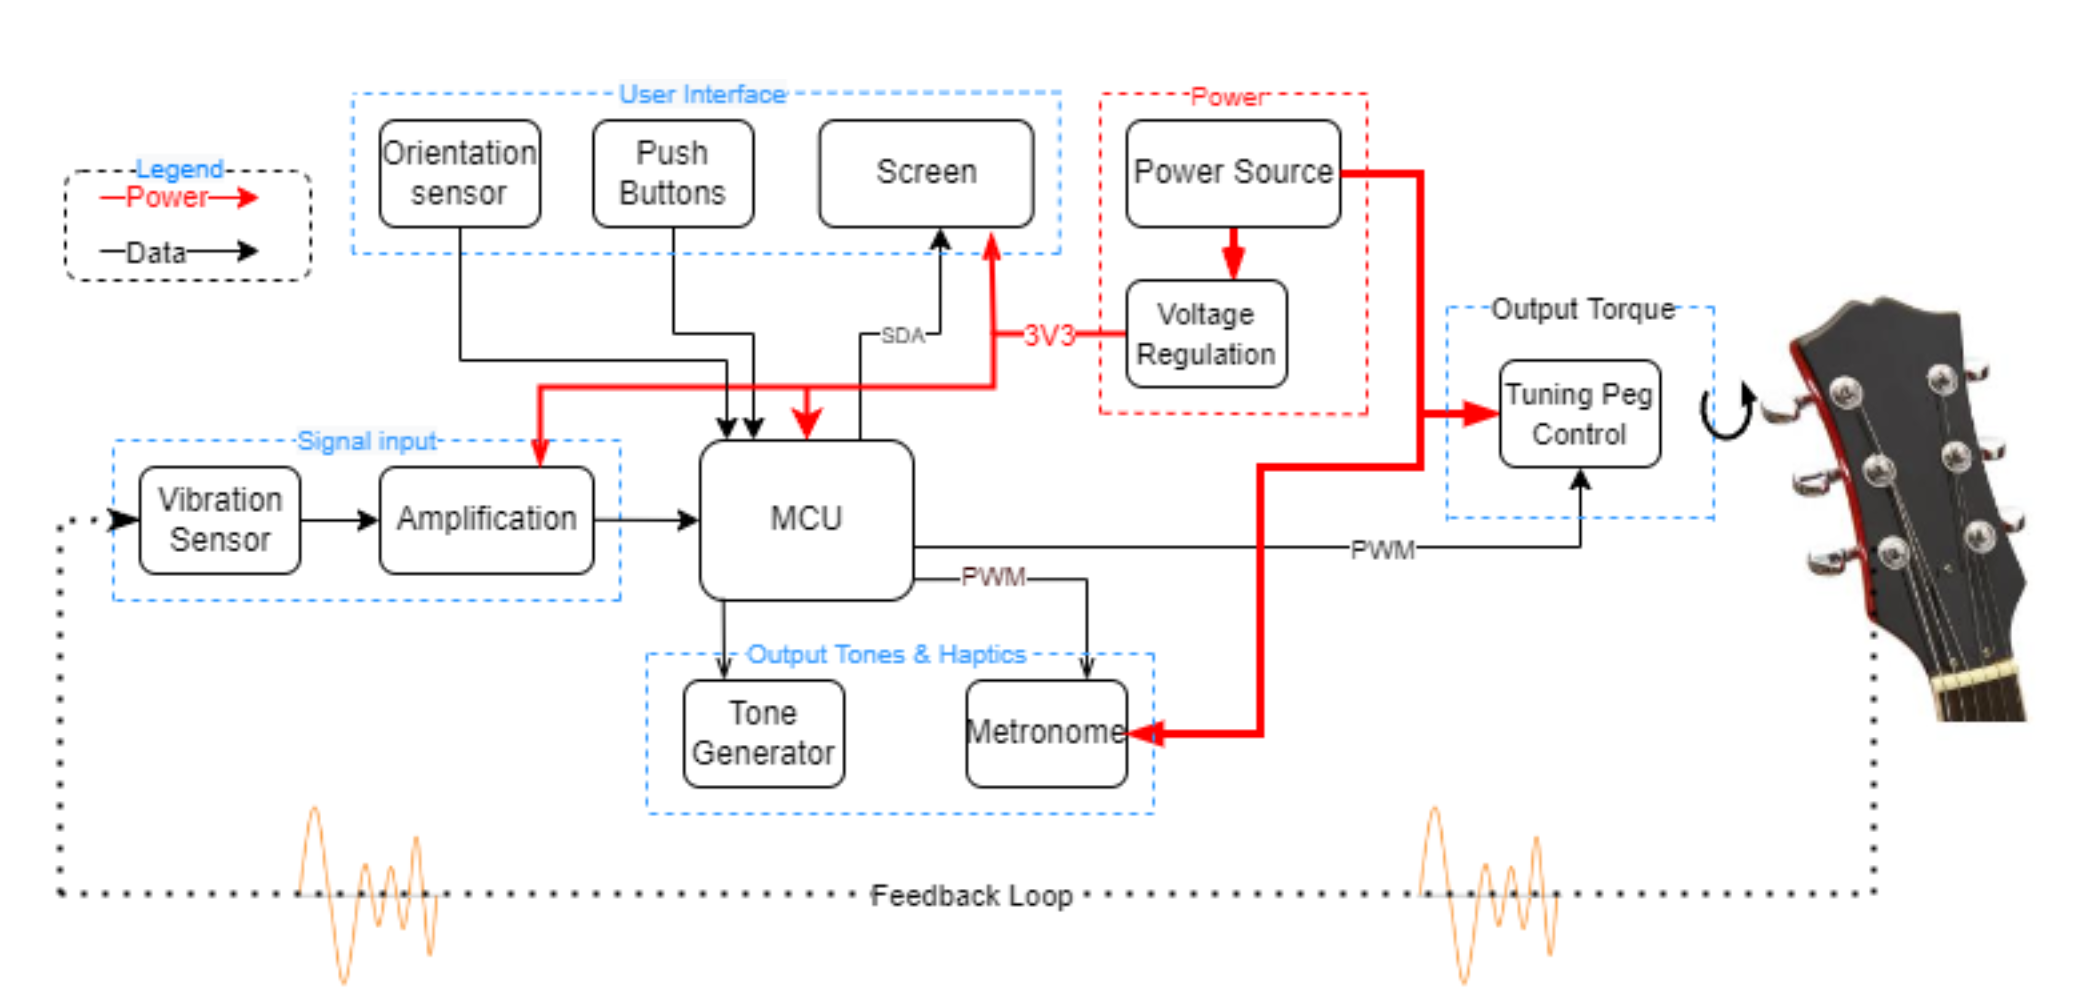 User Interface
Power
Orientation
sensor
Push
Buttons
Screen
Power Source
Legend
Power
Data
Voltage
Regulation
SDA
3V3
Output Torque
Tuning Peg
Control
Signal input
Vibration
Sensor
Amplification
MCU
PWM
PWM
Output Tones & Haptics
Tone
Generator
Metronome
Feedback Loop